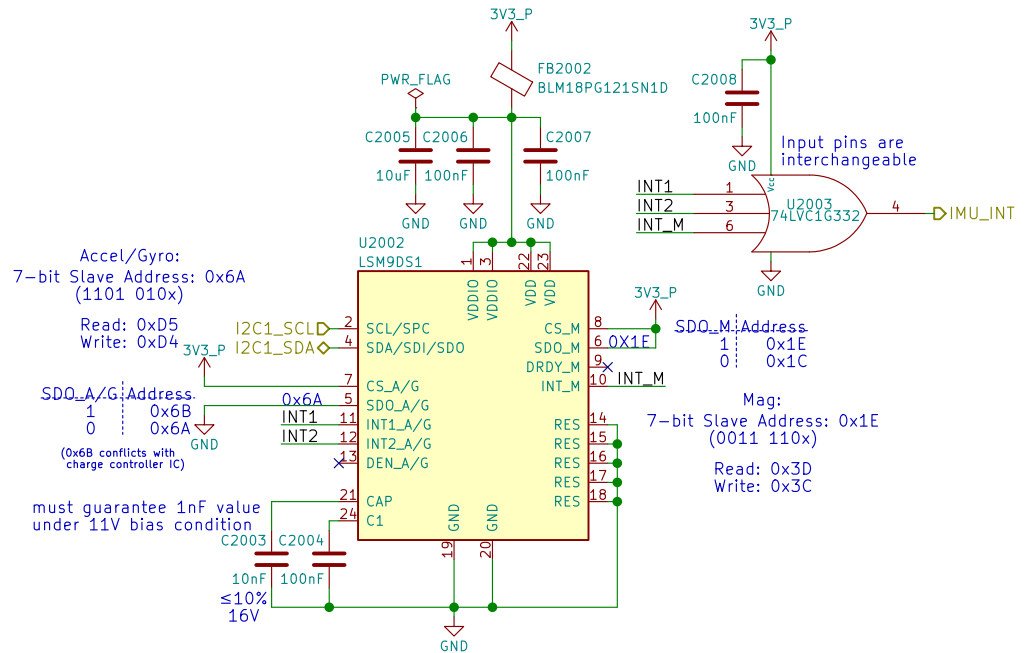 3V3_P
FB2002
BLM18PG121SN1D
PWR_FLAG
C2005
10uF
GND
C2006
100nF
GND
C2007
100nF
GND
3V3_P
C2008
100nF
GND
Input pins are
interchangeable
Vcc
INT1
1
INT2
3
INT_M
6
U2003
74LVC1G332
4
IMU_INT
GND
Accel/Gyro:
7-bit Slave Address: 0x6A
(1101 010x)
Read: 0xD5
Write: 0xD4
U2002
LSM9DS1
1
3
22
23
VDDIO
VDDIO
VDD
VDD
I2C1_SCL
2
SCL/SPC
I2C1_SDA
4
SDA/SDI/SDO
3V3_P
7
CS_A/G
0x6A
5
SDO_A/G
GND
INT1
11
INT1_A/G
INT2
12
INT2_A/G
13
DEN_A/G
21
CAP
24
C1
SDO_A/G Address
1 0x6B
0 0x6A
(0x6B conflicts with
charge controller IC)
must guarantee 1nF value
under 11V bias condition
C2003
10nF
≤10%
16V
C2004
100nF
GND
GND
19
20
GND
3V3_P
CS_M
8
SDO_M
6
0X1E
DRDY_M
9
INT_M
10
INT_M
RES
14
RES
15
RES
16
RES
17
RES
18
SDO_M Address
1 0x1E
0 0x1C
Mag:
7-bit Slave Address: 0x1E
(0011 110x)
Read: 0x3D
Write: 0x3C